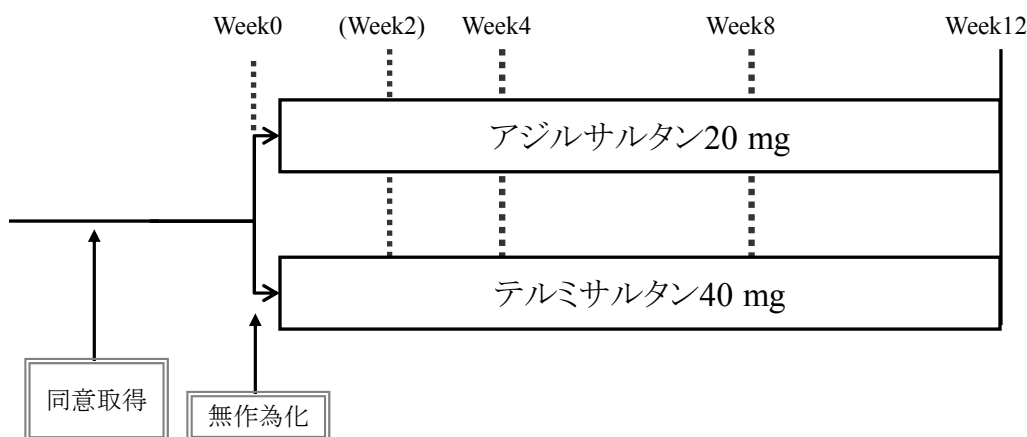 Week0 (Week2) Week4 Week8 Week12
アジルサルタン20 mg
テルミサルタン40 mg
同意取得
無作為化